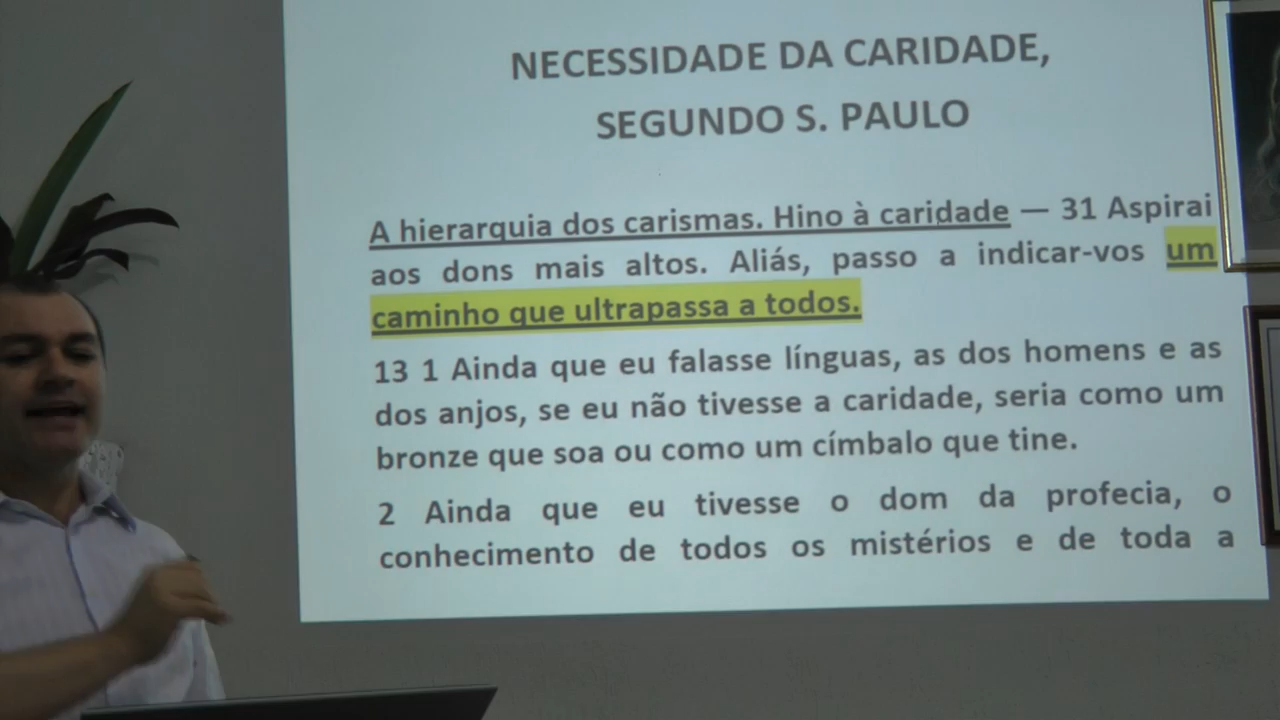 NECESSIDADE DA CARIDADE,
SEGUNDO S. PAULO
A hierarquia dos carismas. Hino à caridade — 31 Aspirai
aos dons mais altos. Aliás, passo a indicar-vos um
caminho que ultrapassa a todos.
13 1 Ainda que eu falasse línguas, as dos homens e as
dos anjos, se eu não tivesse a caridade, seria como um
bronze que soa ou como um címbalo que tine.
2 Ainda que eu tivesse o dom da profecia, o
conhecimento de todos os mistérios e de toda a